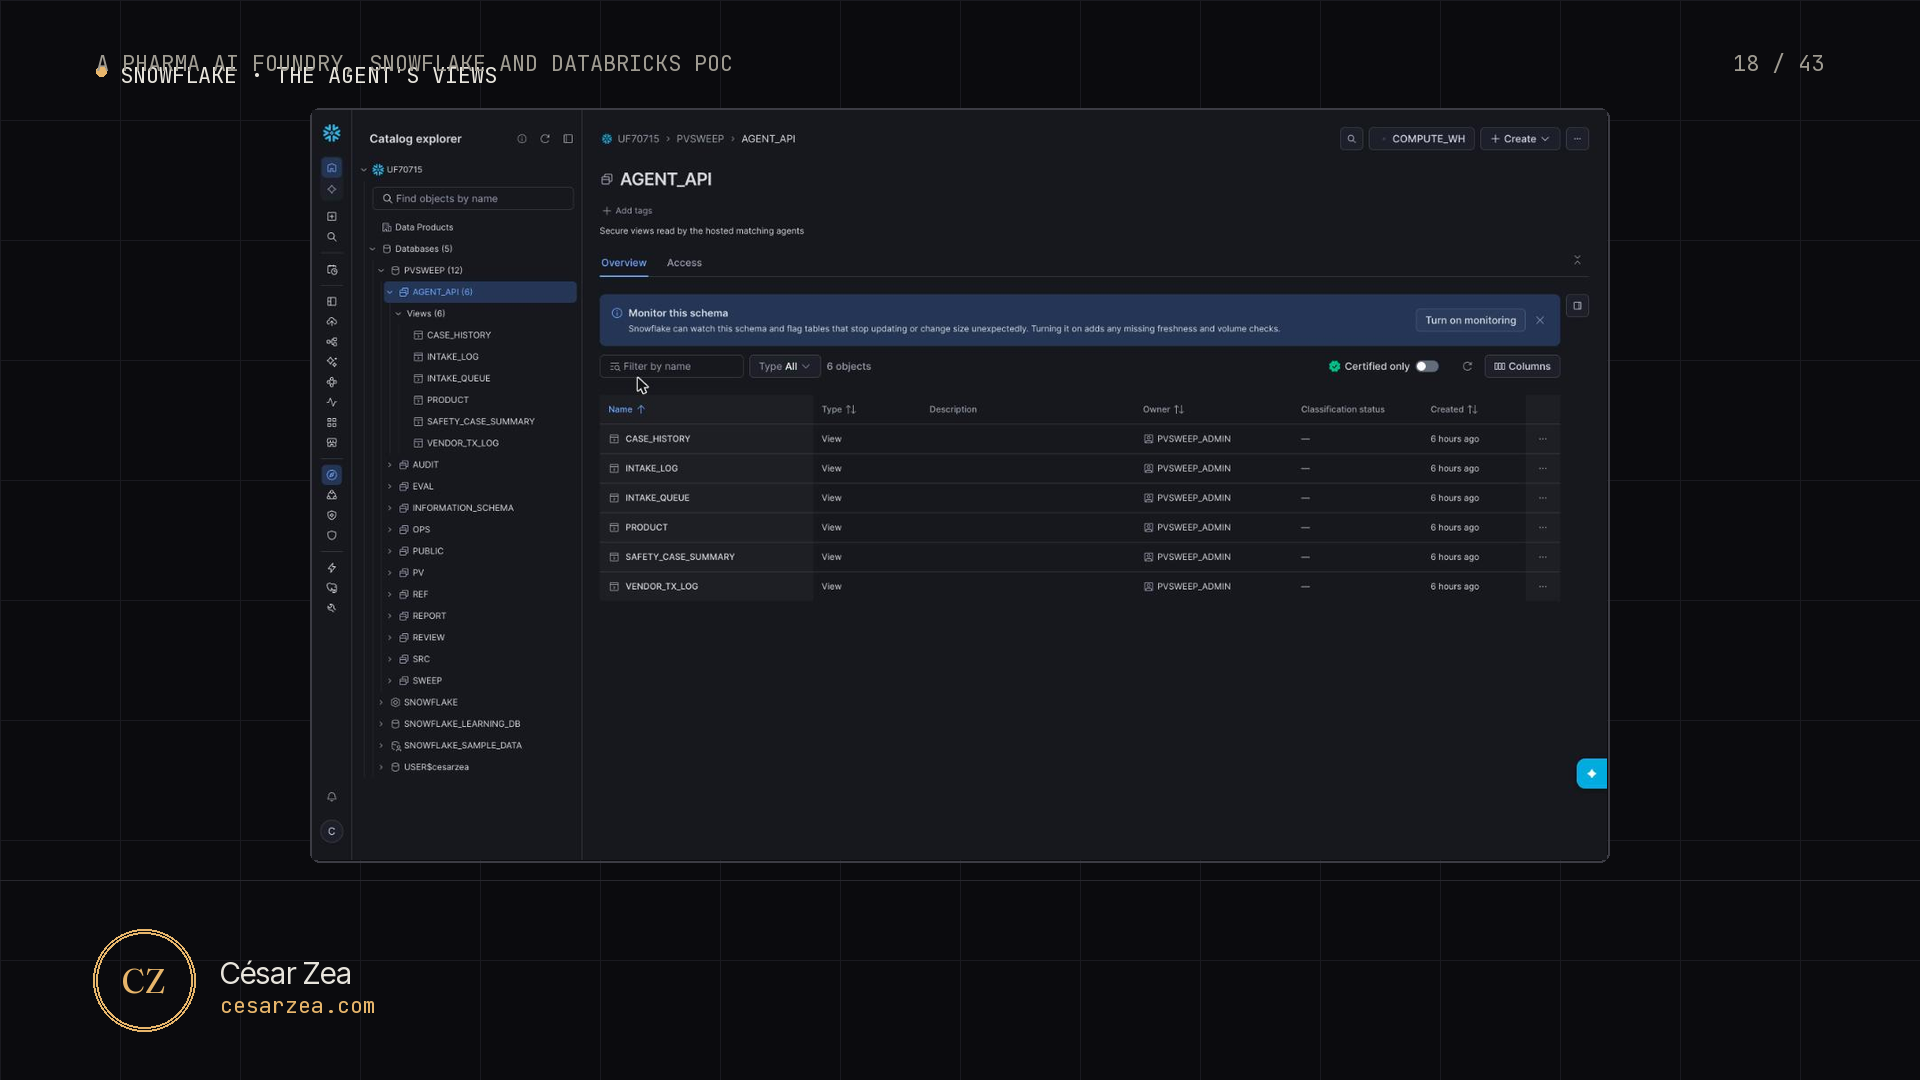 A PHARMA AI FOUNDRY. SNOWFLAKE AND DATABRICKS POC
SNOWFLAKE · THE AGENT'S VIEWS
18 / 43
Catalog explorer
UF70715
Find objects by name
Data Products
Databases (5)
PVSWEEP (12)
AGENT_API (6)
Views (6)
CASE_HISTORY
INTAKE_LOG
INTAKE_QUEUE
PRODUCT
SAFETY_CASE_SUMMARY
VENDOR_TX_LOG
AUDIT
EVAL
INFORMATION_SCHEMA
OPS
PUBLIC
PV
REF
REPORT
REVIEW
SRC
SWEEP
SNOWFLAKE
SNOWFLAKE_LEARNING_DB
SNOWFLAKE_SAMPLE_DATA
USER$cesarzea
C
UF70715 › PVSWEEP › AGENT_API
COMPUTE_WH
+ Create
AGENT_API
+ Add tags
Secure views read by the hosted matching agents
Overview Access
Monitor this schema
Snowflake can watch this schema and flag tables that stop updating or change size unexpectedly. Turning it on adds any missing freshness and volume checks.
Turn on monitoring
Filter by name Type All 6 objects Certified only Columns
Name Type Description Owner Classification status Created
CASE_HISTORY View PVSWEEP_ADMIN — 6 hours ago
INTAKE_LOG View PVSWEEP_ADMIN — 6 hours ago
INTAKE_QUEUE View PVSWEEP_ADMIN — 6 hours ago
PRODUCT View PVSWEEP_ADMIN — 6 hours ago
SAFETY_CASE_SUMMARY View PVSWEEP_ADMIN — 6 hours ago
VENDOR_TX_LOG View PVSWEEP_ADMIN — 6 hours ago
CZ
César Zea
cesarzea.com